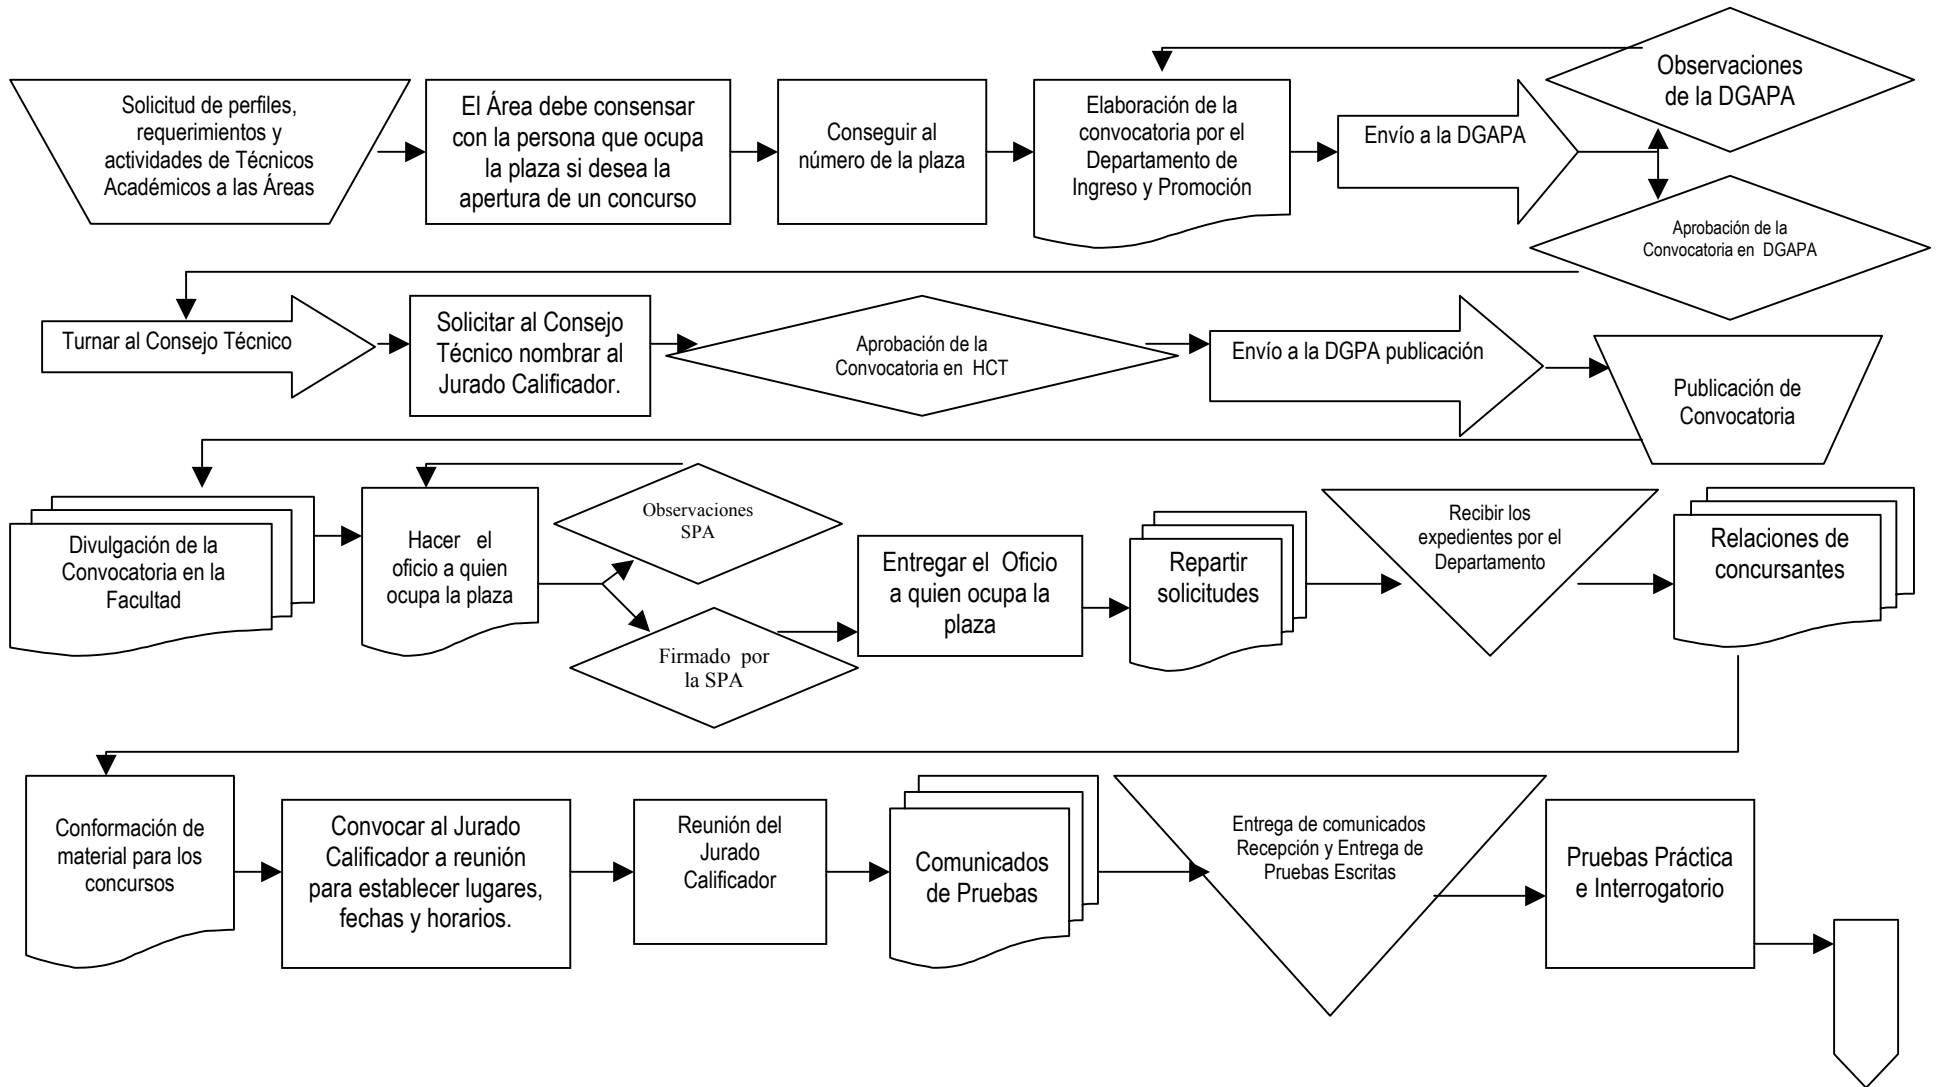 Solicitud de perfiles,
requerimientos y
actividades de Técnicos
Académicos a las Áreas
El Área debe consensar
con la persona que ocupa
la plaza si desea la
apertura de un concurso
Conseguir al
número de la plaza
Elaboración de la
convocatoria por el
Departamento de
Ingreso y Promoción
Envío a la DGAPA
Observaciones
de la DGAPA
Aprobación de la
Convocatoria en DGAPA
Turnar al Consejo Técnico
Solicitar al Consejo
Técnico nombrar al
Jurado Calificador.
Aprobación de la
Convocatoria en HCT
Envío a la DGPA publicación
Publicación de
Convocatoria
Divulgación de la
Convocatoria en la
Facultad
Hacer el
oficio a quien
ocupa la plaza
Observaciones
SPA
Firmado por
la SPA
Entregar el Oficio
a quien ocupa la
plaza
Repartir
solicitudes
Recibir los
expedientes por el
Departamento
Relaciones de
concursantes
Conformación de
material para los
concursos
Convocar al Jurado
Calificador a reunión
para establecer lugares,
fechas y horarios.
Reunión del
Jurado
Calificador
Comunicados
de Pruebas
Entrega de comunicados
Recepción y Entrega de
Pruebas Escritas
Pruebas Práctica
e Interrogatorio